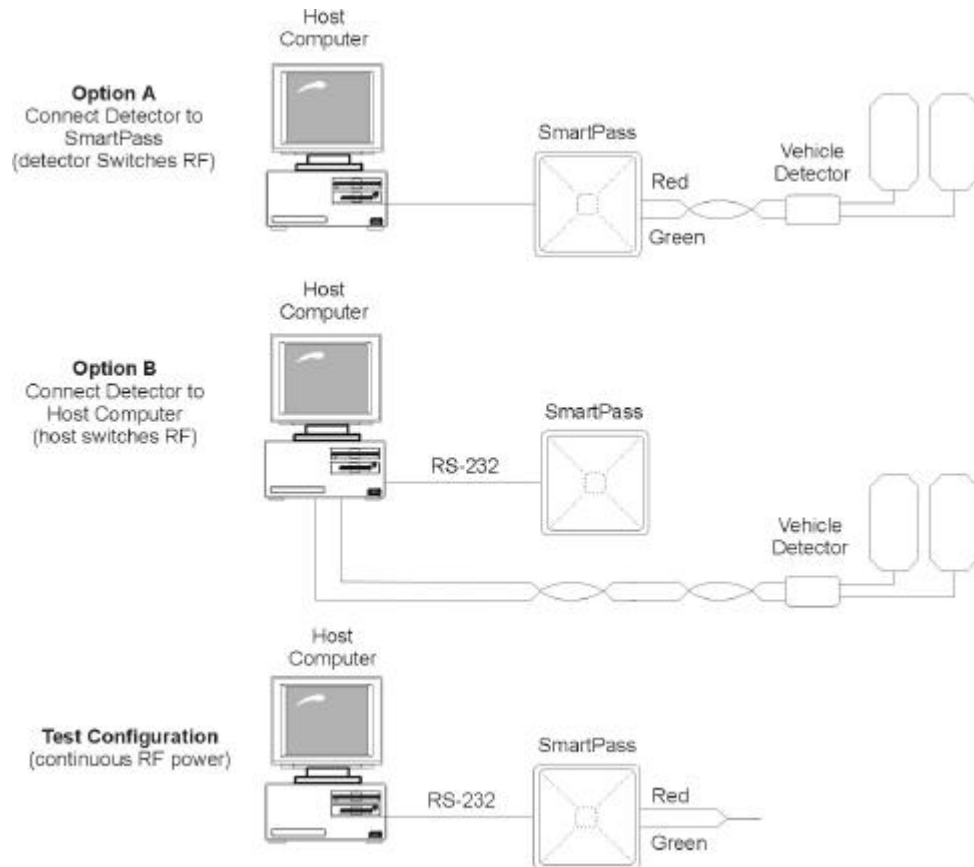 Host
Computer
Option A
Connect Detector to
SmartPass
(detector Switches RF)
SmartPass
Red
Green
Vehicle
Detector
Host
Computer
Option B
Connect Detector to
Host Computer
(host switches RF)
RS-232
SmartPass
Vehicle
Detector
Host
Computer
Test Configuration
(continuous RF power)
RS-232
SmartPass
Red
Green